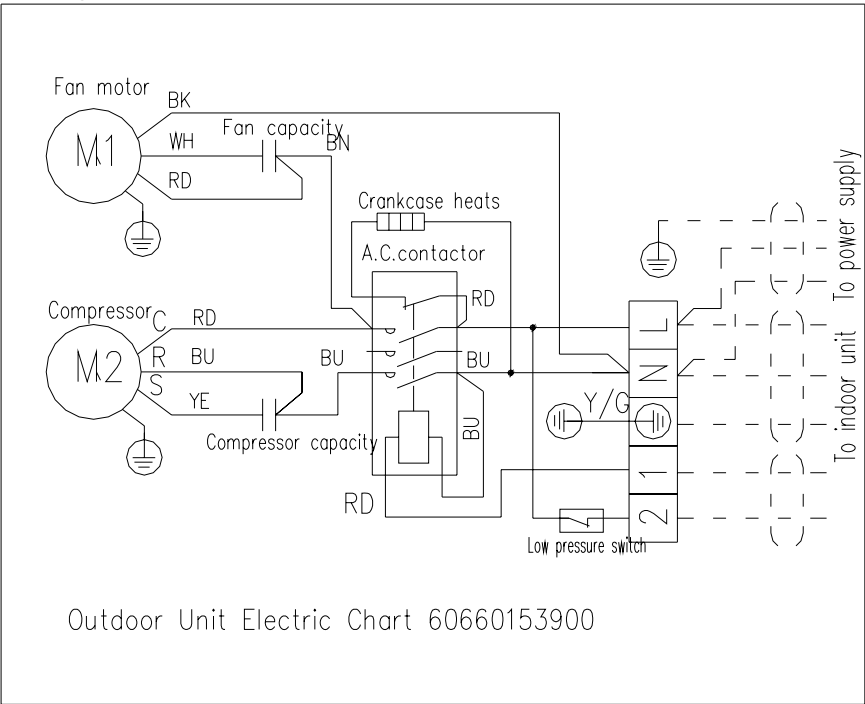 Fan motor
BK
M1
WH
Fan capacity
BN
RD
Crankcase heats
A.C.contactor
RD
Compressor
C
RD
M2
R
BU
BU
BU
S
YE
Compressor capacity
BU
RD
L
N
Y/G
1
2
Low pressure switch
To power supply
To indoor unit
Outdoor Unit Electric Chart 60660153900